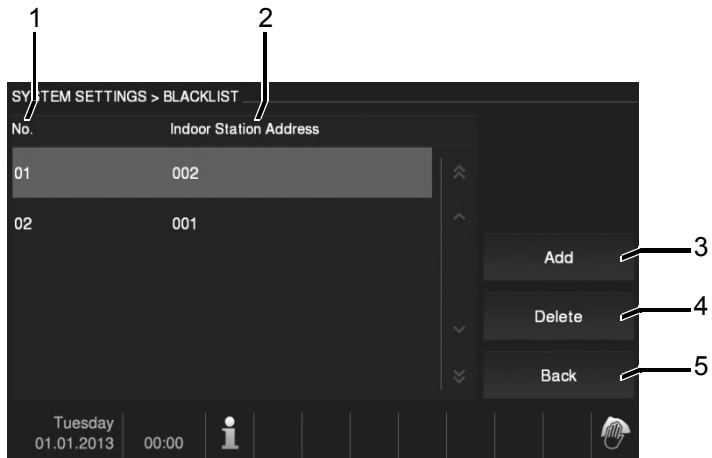 1 2
SYSTEM SETTINGS > BLACKLIST
No. Indoor Station Address
01 002
02 001
Add 3
Delete 4
Back 5
Tuesday
01.01.2013 00:00